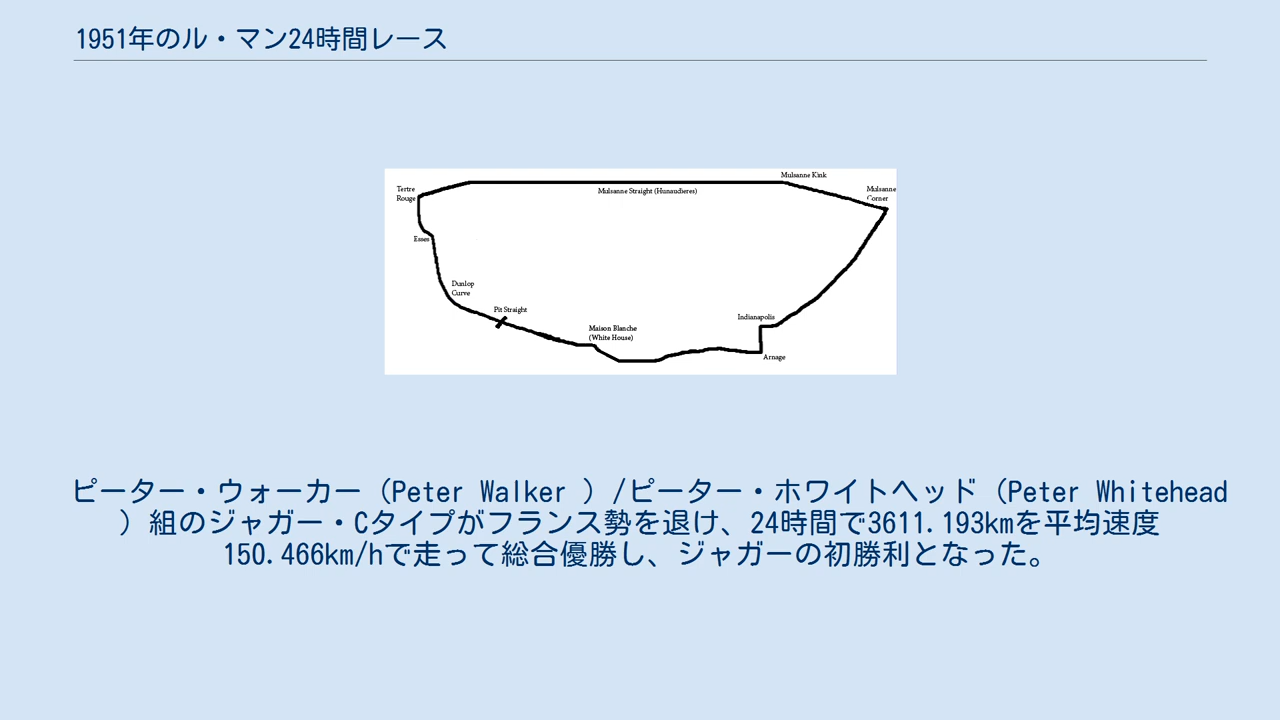 1951年のル・マン24時間レース
Mulsanne Kink
Tertre
Rouge
Mulsanne Straight (Hunaudieres)
Mulsanne
Corner
Esses
Dunlop
Curve
Pit Straight
Indianapolis
Maison Blanche
(White House)
Arnage
ピーター・ウォーカー（Peter Walker ）/ピーター・ホワイトヘッド（Peter Whitehead
）組のジャガー・Cタイプがフランス勢を退け、24時間で3611.193kmを平均速度
150.466km/hで走って総合優勝し、ジャガーの初勝利となった。